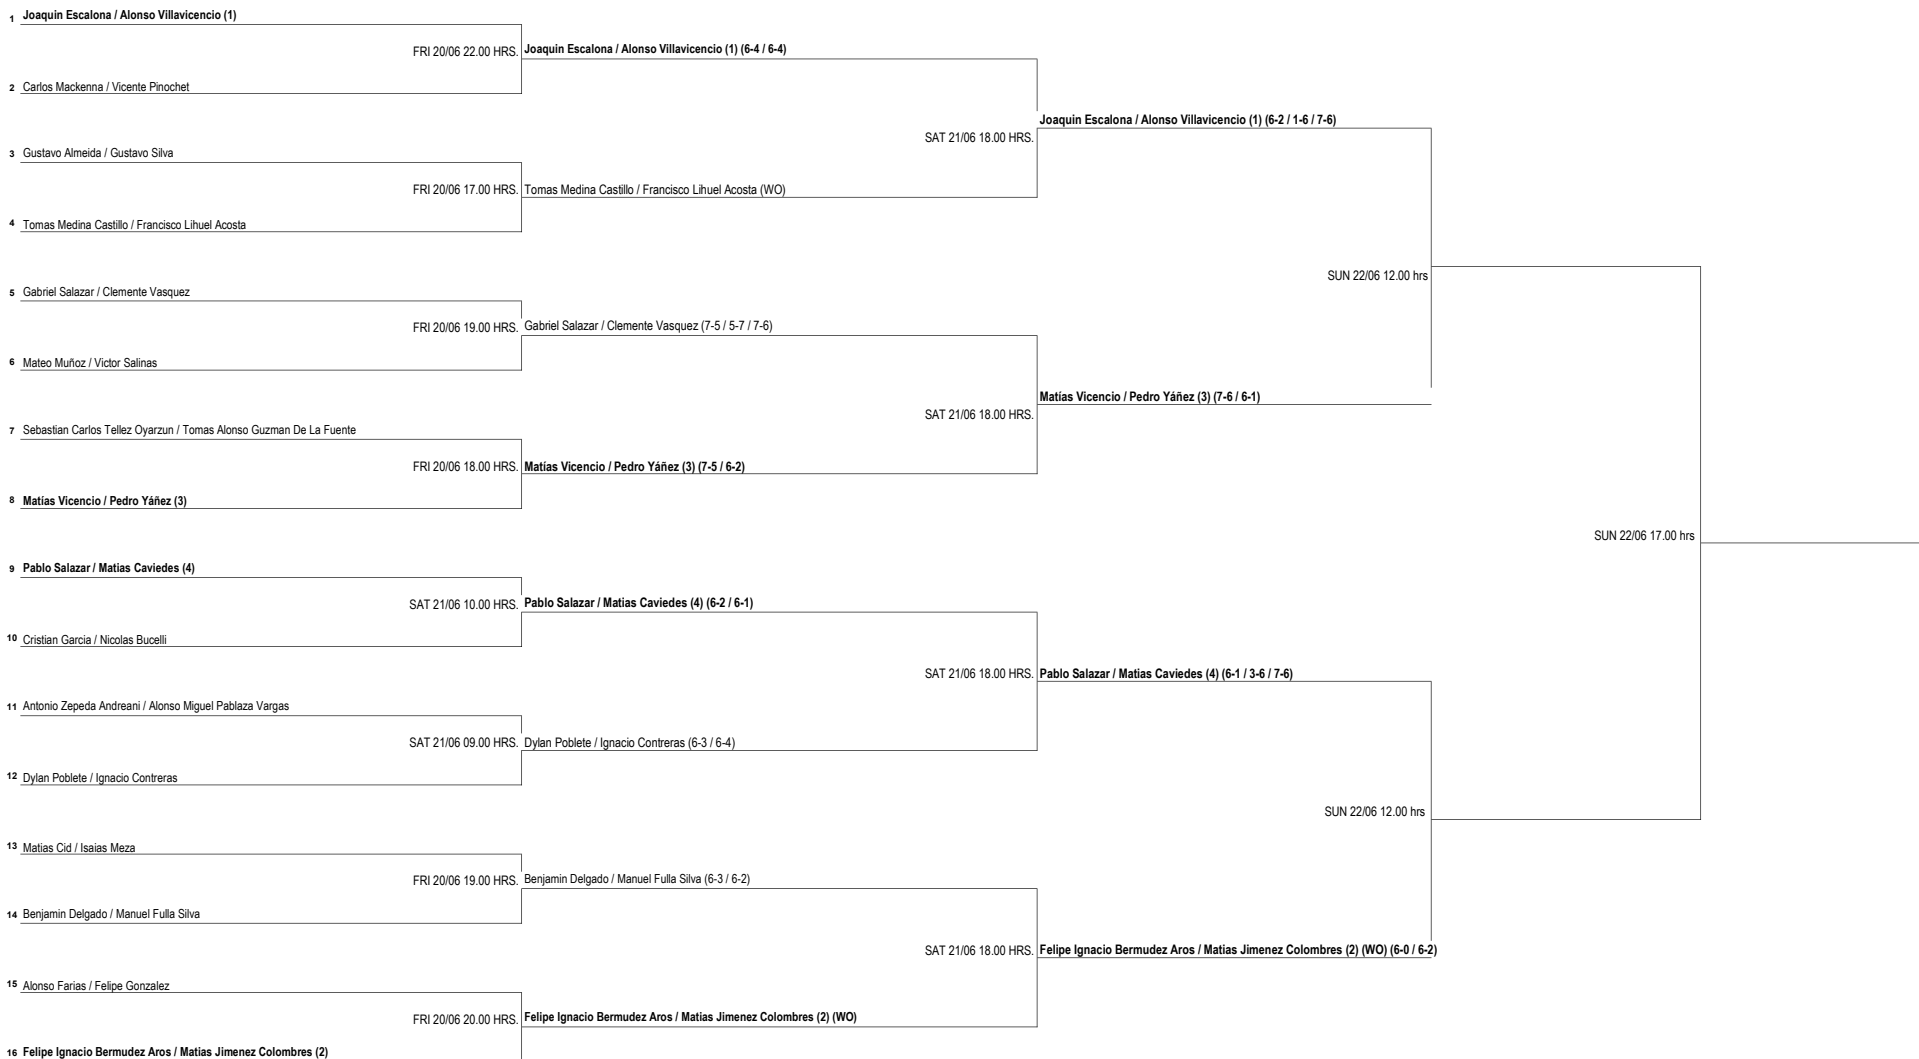 1 Joaquin Escalona / Alonso Villavicencio (1)
FRI 20/06 22.00 HRS. Joaquin Escalona / Alonso Villavicencio (1) (6-4 / 6-4)
2 Carlos Mackenna / Vicente Pinochet
Joaquin Escalona / Alonso Villavicencio (1) (6-2 / 1-6 / 7-6)
SAT 21/06 18.00 HRS.
3 Gustavo Almeida / Gustavo Silva
FRI 20/06 17.00 HRS. Tomas Medina Castillo / Francisco Lihuel Acosta (WO)
4 Tomas Medina Castillo / Francisco Lihuel Acosta
SUN 22/06 12.00 hrs
5 Gabriel Salazar / Clemente Vasquez
FRI 20/06 19.00 HRS. Gabriel Salazar / Clemente Vasquez (7-5 / 5-7 / 7-6)
6 Mateo Muñoz / Victor Salinas
Matías Vicencio / Pedro Yáñez (3) (7-6 / 6-1)
SAT 21/06 18.00 HRS.
7 Sebastian Carlos Tellez Oyarzun / Tomas Alonso Guzman De La Fuente
FRI 20/06 18.00 HRS. Matías Vicencio / Pedro Yáñez (3) (7-5 / 6-2)
8 Matías Vicencio / Pedro Yáñez (3)
SUN 22/06 17.00 hrs
9 Pablo Salazar / Matias Caviedes (4)
SAT 21/06 10.00 HRS. Pablo Salazar / Matias Caviedes (4) (6-2 / 6-1)
10 Cristian Garcia / Nicolas Bucelli
SAT 21/06 18.00 HRS. Pablo Salazar / Matias Caviedes (4) (6-1 / 3-6 / 7-6)
11 Antonio Zepeda Andreani / Alonso Miguel Pablaza Vargas
SAT 21/06 09.00 HRS. Dylan Poblete / Ignacio Contreras (6-3 / 6-4)
12 Dylan Poblete / Ignacio Contreras
SUN 22/06 12.00 hrs
13 Matias Cid / Isaias Meza
FRI 20/06 19.00 HRS. Benjamin Delgado / Manuel Fulla Silva (6-3 / 6-2)
14 Benjamin Delgado / Manuel Fulla Silva
SAT 21/06 18.00 HRS. Felipe Ignacio Bermudez Aros / Matias Jimenez Colombres (2) (WO) (6-0 / 6-2)
15 Alonso Farias / Felipe Gonzalez
FRI 20/06 20.00 HRS. Felipe Ignacio Bermudez Aros / Matias Jimenez Colombres (2) (WO)
16 Felipe Ignacio Bermudez Aros / Matias Jimenez Colombres (2)